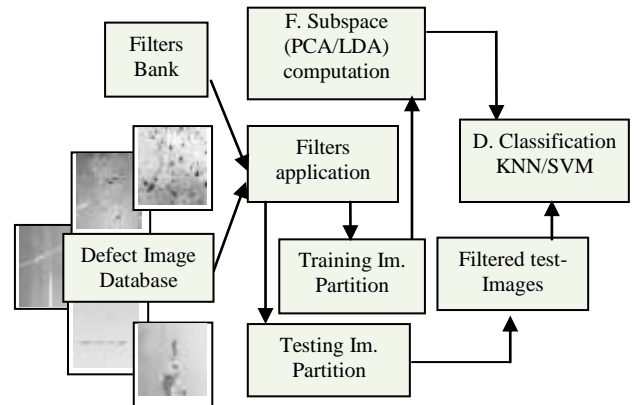 Filters
Bank
F. Subspace
(PCA/LDA)
computation
Filters
application
D. Classification
KNN/SVM
Defect Image
Database
Training Im.
Partition
Filtered test-
Images
Testing Im.
Partition